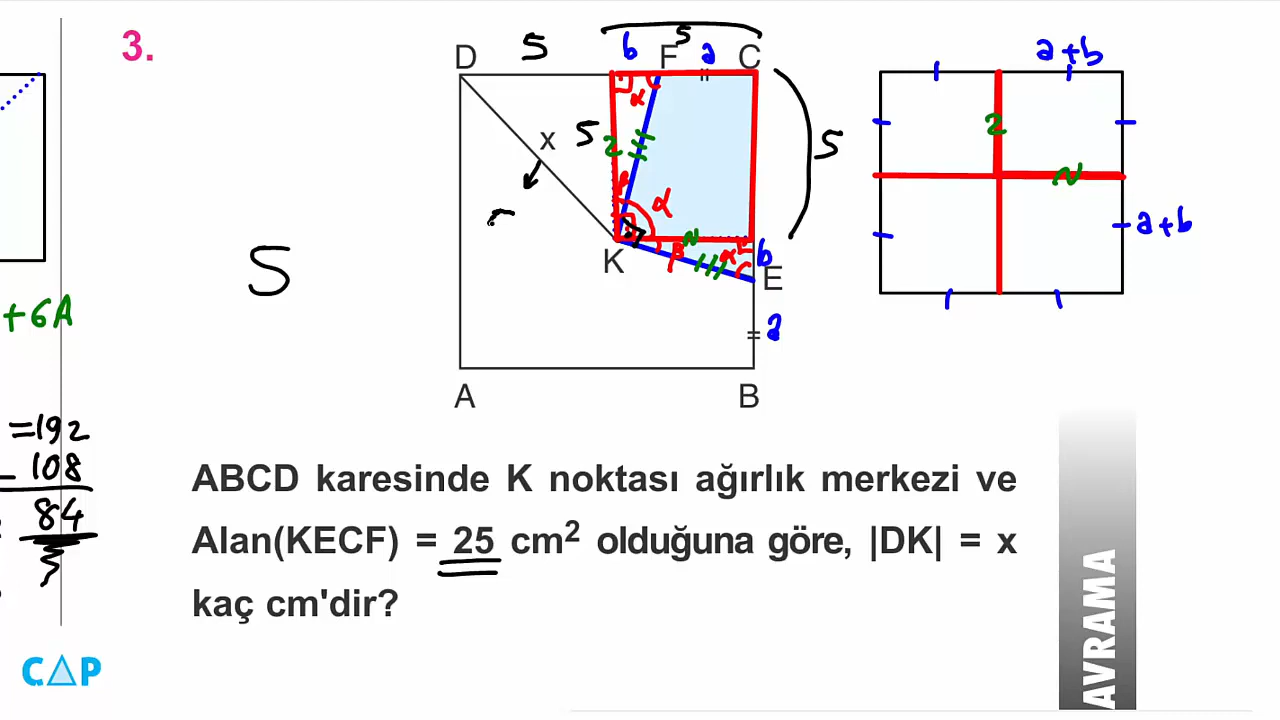 3.
D 5 b F a C
5
x 5 2 5
α
β
α
K N β α b E
a
A B
S
a+b
2
N
a+b
+6A
=192
- 108
84
ABCD karesinde K noktası ağırlık merkezi ve
Alan(KECF) = 25 cm² olduğuna göre, |DK| = x
kaç cm'dir?
AVRAMA
CAP